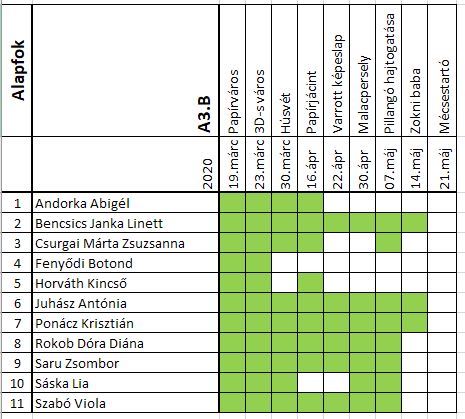 Alapfok
A3.B
2020
Papírváros
3D-s város
Húsvét
Papírjácint
Varrott képeslap
Malacpersely
Pillangó hajtogatása
Zokni baba
Mécsestartó
19.márc
23.márc
30.márc
16.ápr
22.ápr
30.ápr
07.máj
14.máj
21.máj
1 Andorka Abigél
2 Bencsics Janka Linett
3 Csurgai Márta Zsuzsanna
4 Fenyődi Botond
5 Horváth Kincső
6 Juhász Antónia
7 Ponácz Krisztián
8 Rokob Dóra Diána
9 Saru Zsombor
10 Sáska Lia
11 Szabó Viola